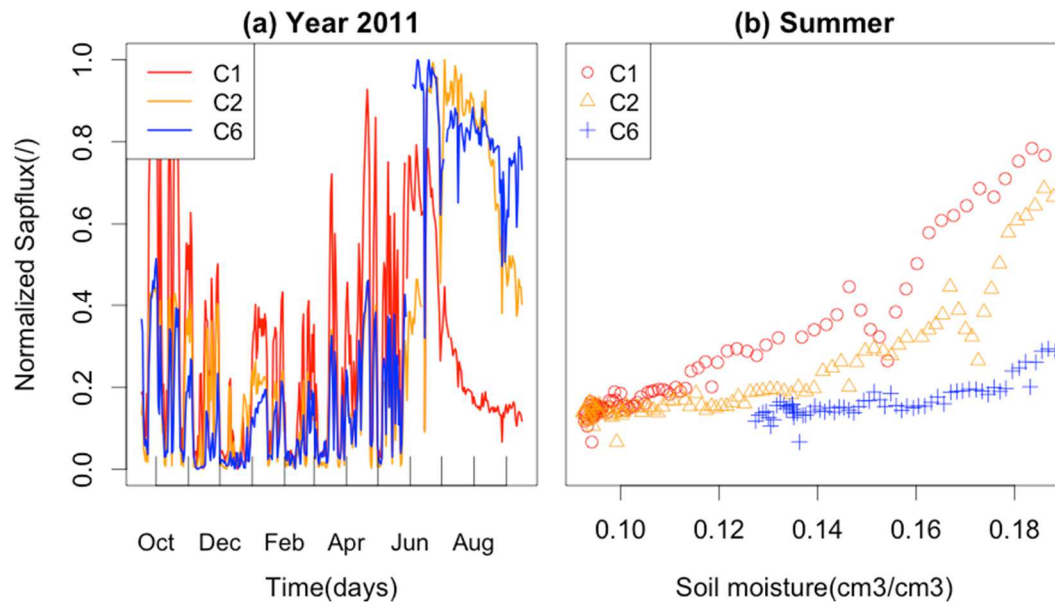 (a) Year 2011
(b) Summer
Normalized Sapflux(/)
0.0 0.2 0.4 0.6 0.8 1.0
C1
C2
C6
C1
C2
C6
Oct Dec Feb Apr Jun Aug
0.10 0.12 0.14 0.16 0.18
Time(days)
Soil moisture(cm3/cm3)